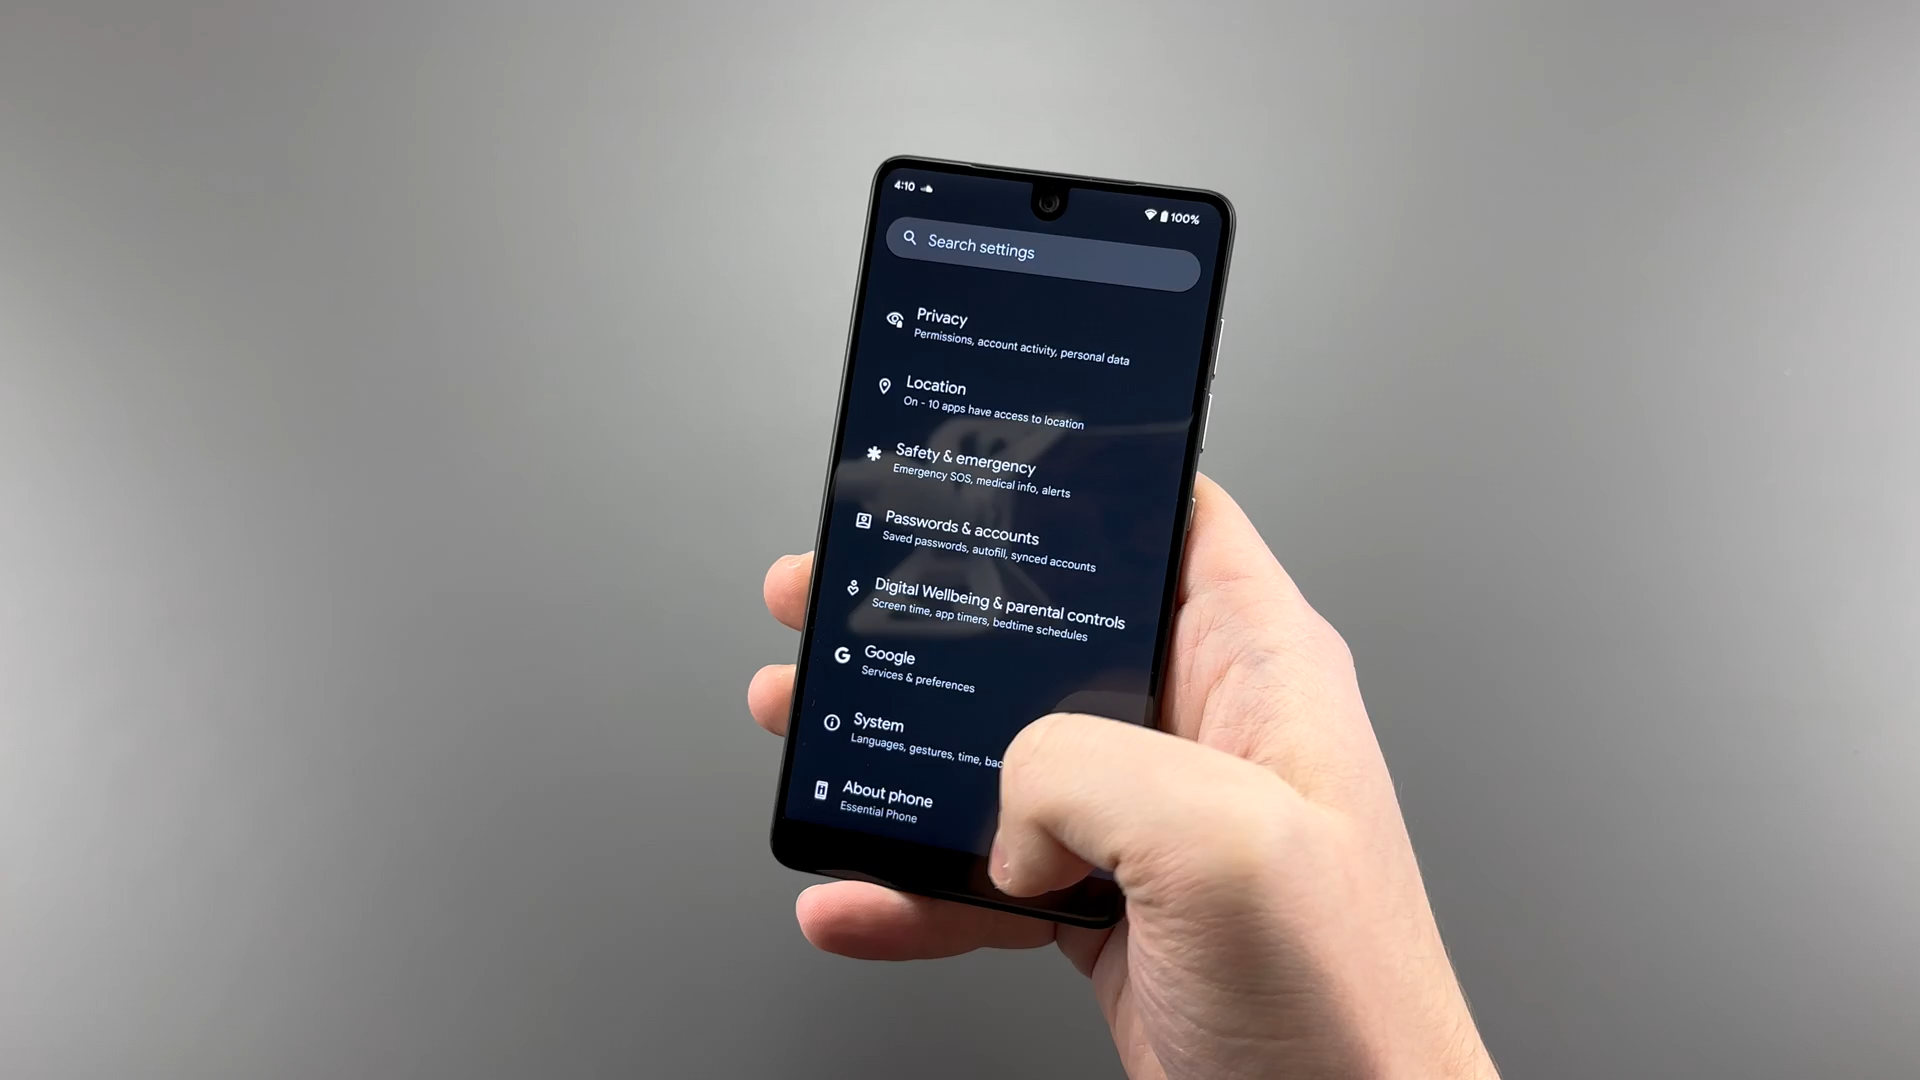 4:10
100%
Search settings
Privacy
Permissions, account activity, personal data
Location
On - 10 apps have access to location
Safety & emergency
Emergency SOS, medical info, alerts
Passwords & accounts
Saved passwords, autofill, synced accounts
Digital Wellbeing & parental controls
Screen time, app timers, bedtime schedules
Google
Services & preferences
System
Languages, gestures, time,
About phone
Essential Phone